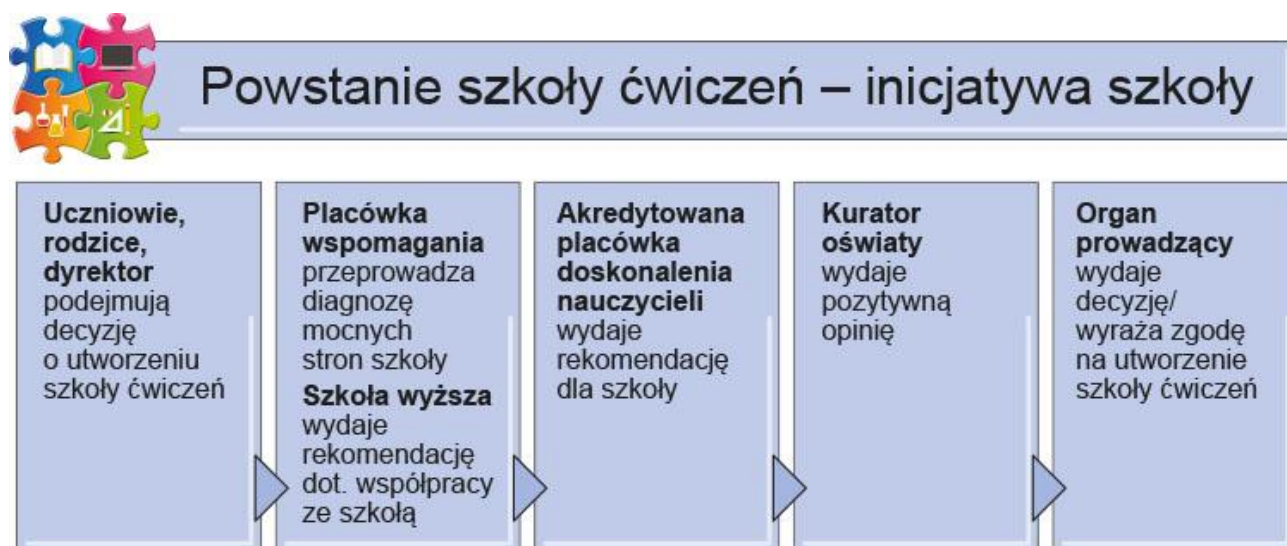 Powstanie szkoły ćwiczeń – inicjatywa szkoły
Uczniowie,
rodzice,
dyrektor
podejmują
decyzję
o utworzeniu
szkoły ćwiczeń
Placówka
wspomagania
przeprowadza
diagnozę
mocnych
stron szkoły
Szkoła wyższa
wydaje
rekomendację
dot. współpracy
ze szkołą
Akredytowana
placówka
doskonalenia
nauczycieli
wydaje
rekomendację
dla szkoły
Kurator
oświaty
wydaje
pozytywną
opinię
Organ
prowadzący
wydaje
decyzję/
wyraża zgodę
na utworzenie
szkoły ćwiczeń